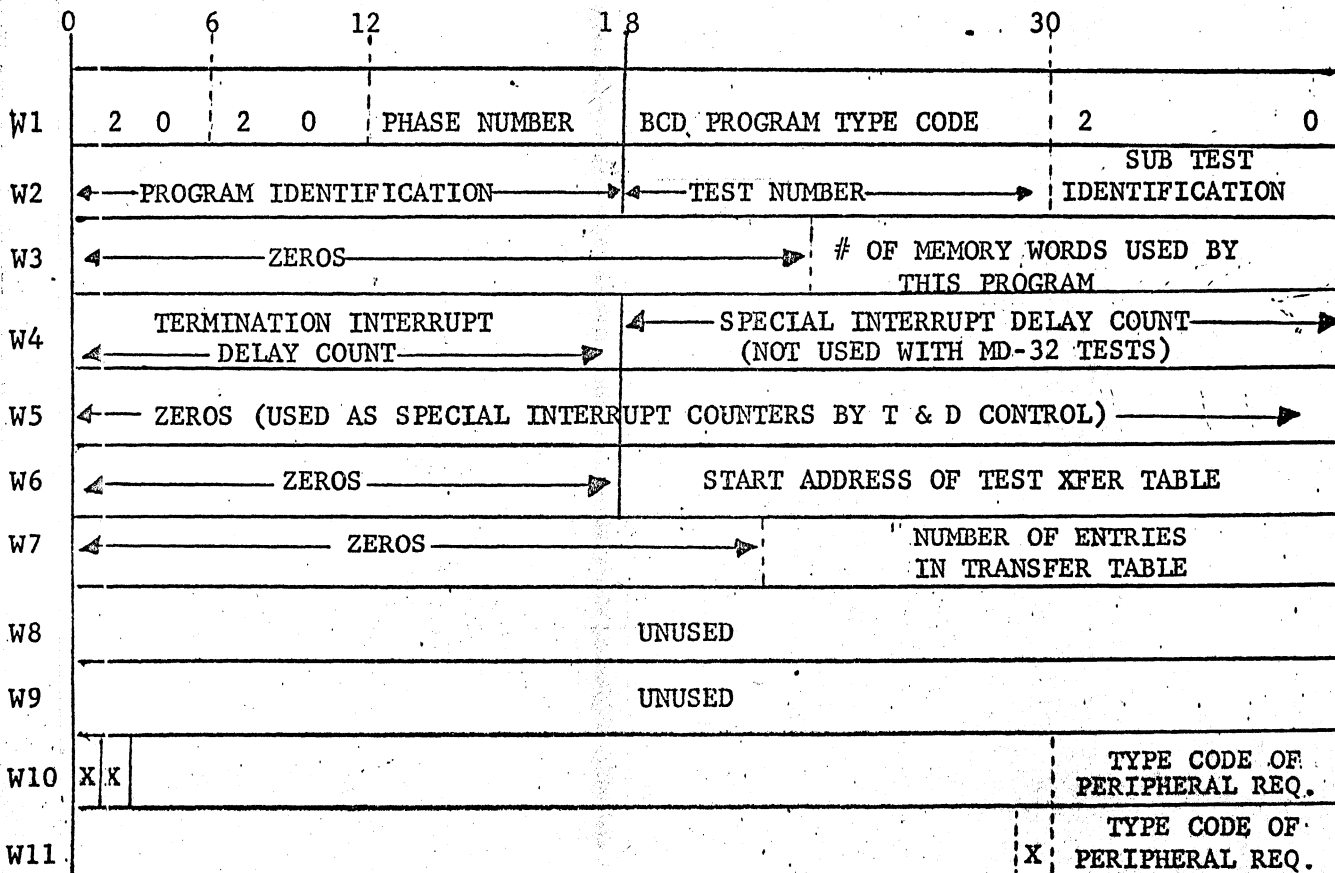 0 6 12 18 30
W1 2 0 2 0 PHASE NUMBER BCD PROGRAM TYPE CODE 2 0
SUB TEST
W2 PROGRAM IDENTIFICATION TEST NUMBER IDENTIFICATION
W3 ZEROS # OF MEMORY WORDS USED BY
THIS PROGRAM
TERMINATION INTERRUPT SPECIAL INTERRUPT DELAY COUNT
W4 DELAY COUNT (NOT USED WITH MD-32 TESTS)
W5 ZEROS (USED AS SPECIAL INTERRUPT COUNTERS BY T & D CONTROL)
W6 ZEROS START ADDRESS OF TEST XFER TABLE
W7 ZEROS NUMBER OF ENTRIES
IN TRANSFER TABLE
W8 UNUSED
W9 UNUSED
W10 X X TYPE CODE OF
PERIPHERAL REQ.
W11 X TYPE CODE OF
PERIPHERAL REQ.